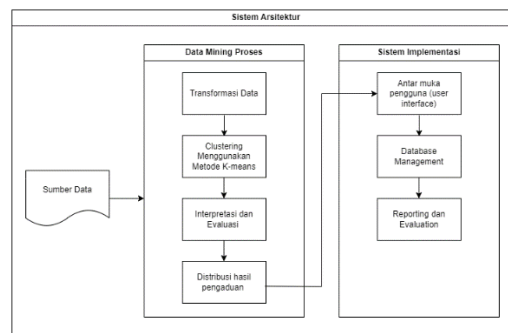 Sistem Arsitektur
Data Mining Proses
Transformasi Data
Clustering
Menggunakan
Metode K-means
Interpretasi dan
Evaluasi
Distribusi hasil
pengaduan
Sumber Data
Sistem Implementasi
Antar muka
pengguna (user
interface)
Database
Management
Reporting dan
Evaluation